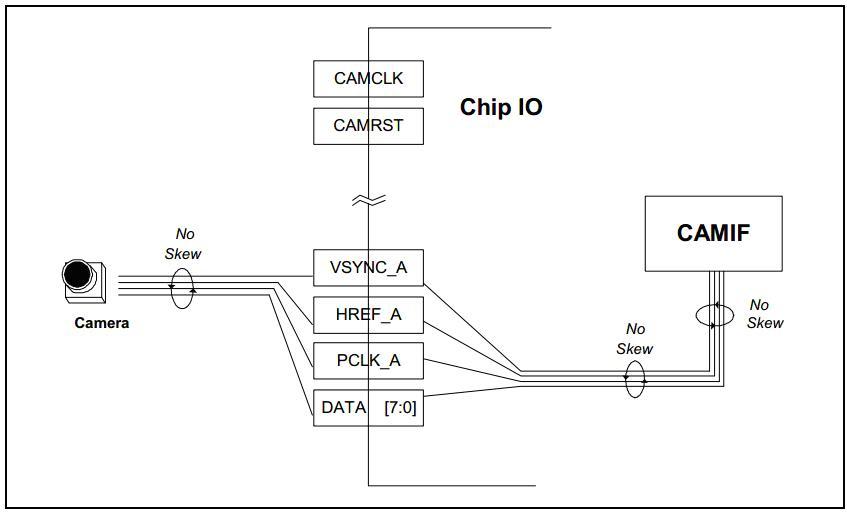 CAMCLK
Chip IO
CAMRST
No
Skew
VSYNC_A
CAMIF
HREF_A
Camera
No
Skew
No
Skew
PCLK_A
DATA [7:0]